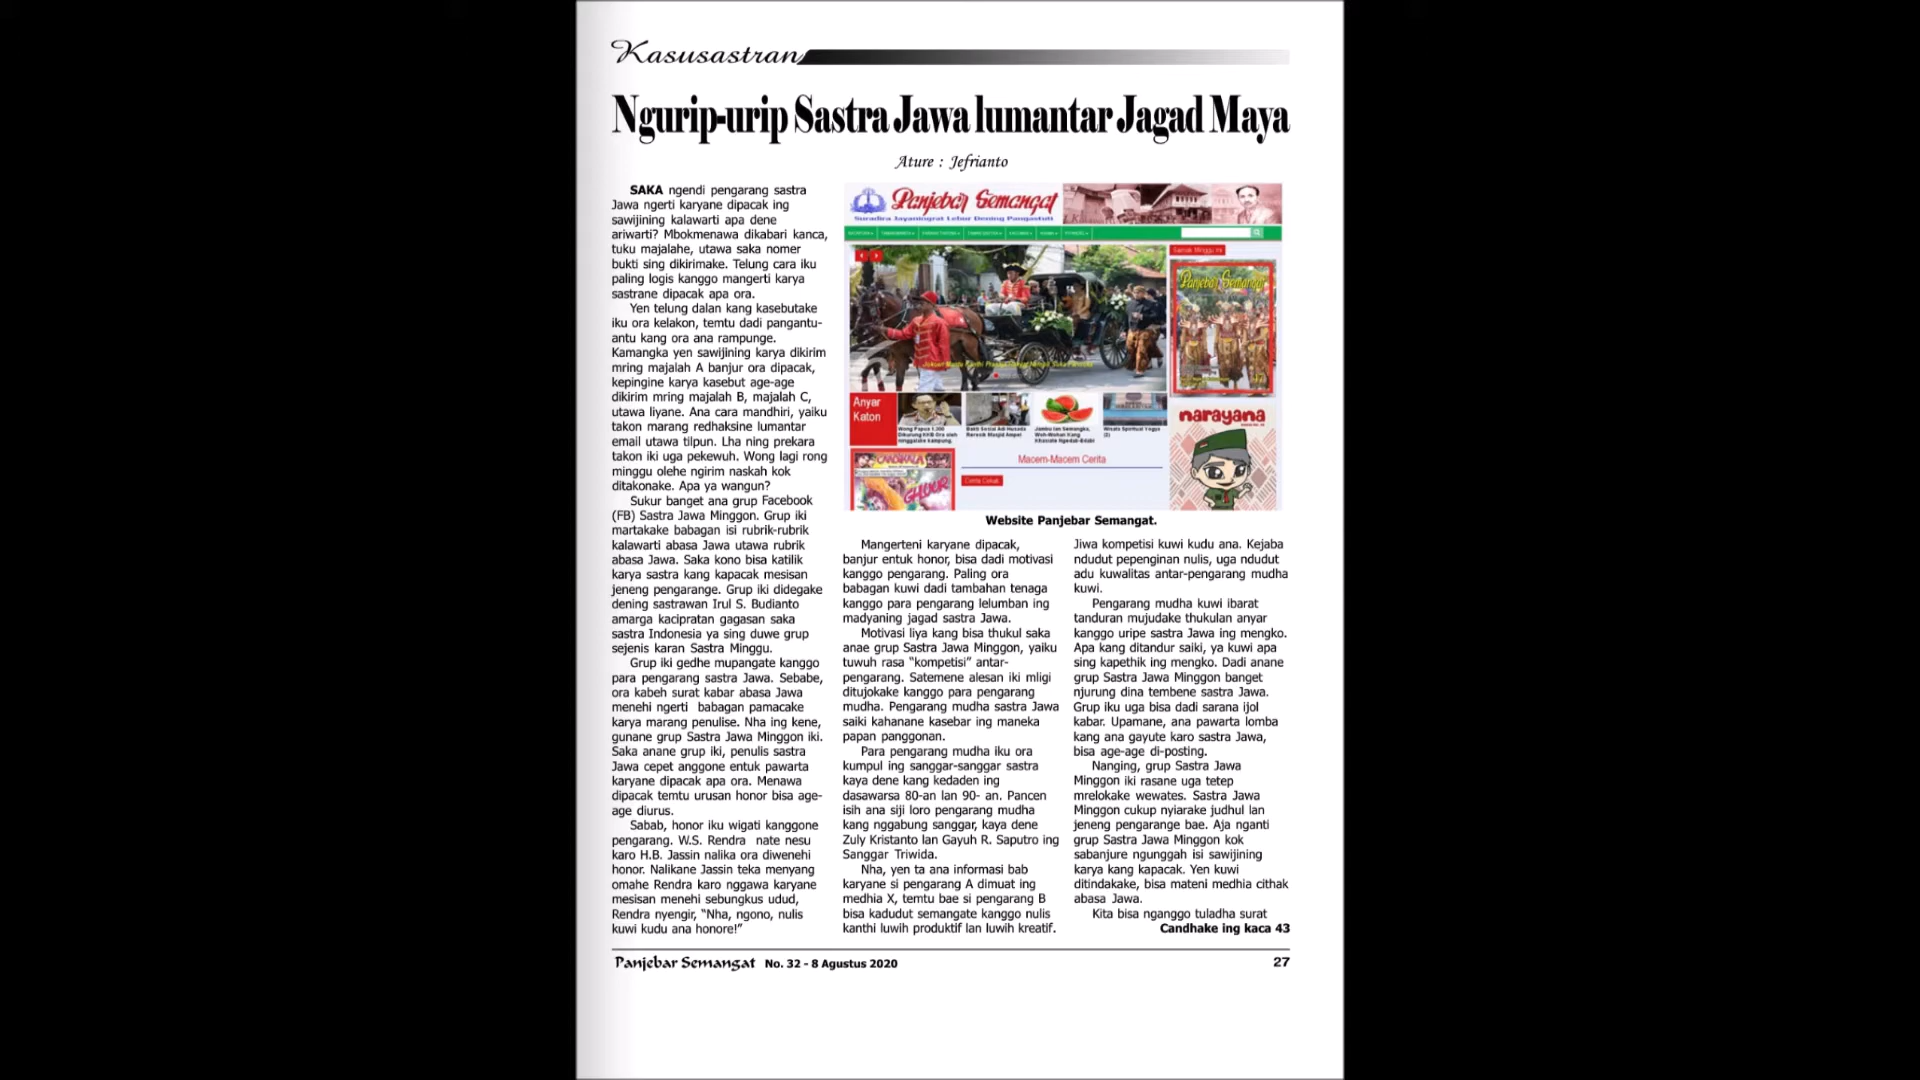 Kasusastran
Ngurip-urip Sastra Jawa lumantar Jagad Maya
Ature : Jefrianto
SAKA ngendi pengarang sastra
Jawa ngerti karyane dipacak ing
sawijining kalawarti apa dene
ariwarti? Mbokmenawa dikabari kanca,
tuku majalahe, utawa saka nomer
bukti sing dikirimake. Telung cara iku
paling logis kanggo mangerti karya
sastrane dipacak apa ora.
Yen telung dalan kang kasebutake
iku ora kelakon, temtu dadi pangantu-
antu kang ora ana rampunge.
Kamangka yen sawijining karya dikirim
mring majalah A banjur ora dipacak,
kepingine karya kasebut age-age
dikirim mring majalah B, majalah C,
utawa liyane. Ana cara mandhiri, yaiku
takon marang redhaksine lumantar
email utawa tilpun. Lha ning prekara
takon iki uga pekewuh. Wong lagi rong
minggu olehe ngirim naskah kok
ditakonake. Apa ya wangun?
Sukur banget ana grup Facebook
(FB) Sastra Jawa Minggon. Grup iki
martakake babagan isi rubrik-rubrik
kalawarti abasa Jawa utawa rubrik
abasa Jawa. Saka kono bisa katilik
karya sastra kang kapacak mesisan
jeneng pengarange. Grup iki didegake
dening sastrawan Irul S. Budianto
amarga kacipratan gagasan saka
sastra Indonesia ya sing duwe grup
sejenis karan Sastra Minggu.
Grup iki gedhe mupangate kanggo
para pengarang sastra Jawa. Sebabe,
ora kabeh surat kabar abasa Jawa
menehi ngerti babagan pamacake
karya marang penulise. Nha ing kene,
gunane grup Sastra Jawa Minggon iki.
Saka anane grup iki, penulis sastra
Jawa cepet anggone entuk pawarta
karyane dipacak apa ora. Menawa
dipacak temtu urusan honor bisa age-
age diurus.
Sabab, honor iku wigati kanggone
pengarang. W.S. Rendra nate nesu
karo H.B. Jassin nalika ora diwenehi
honor. Nalikane Jassin teka menyang
omahe Rendra karo nggawa karyane
mesisan menehi sebungkus udud,
Rendra nyengir, “Nha, ngono, nulis
kuwi kudu ana honore!”
Panjebar Semangat
Suradira Jayaningrat Lebur Dening Pangastuti
Panjebar Semangat
Anyar
Katon
narayana
Macem-Macem Cerita
GHUUR
Website Panjebar Semangat.
Mangerteni karyane dipacak,
banjur entuk honor, bisa dadi motivasi
kanggo pengarang. Paling ora
babagan kuwi dadi tambahan tenaga
kanggo para pengarang lelumban ing
madyaning jagad sastra Jawa.
Motivasi liya kang bisa thukul saka
anae grup Sastra Jawa Minggon, yaiku
tuwuh rasa “kompetisi” antar-
pengarang. Satemene alesan iki mligi
ditujokake kanggo para pengarang
mudha. Pengarang mudha sastra Jawa
saiki kahanane kasebar ing maneka
papan panggonan.
Para pengarang mudha iku ora
kumpul ing sanggar-sanggar sastra
kaya dene kang kedaden ing
dasawarsa 80-an lan 90- an. Pancen
isih ana siji loro pengarang mudha
kang nggabung sanggar, kaya dene
Zuly Kristanto lan Gayuh R. Saputro ing
Sanggar Triwida.
Nha, yen ta ana informasi bab
karyane si pengarang A dimuat ing
medhia X, temtu bae si pengarang B
bisa kadudut semangate kanggo nulis
kanthi luwih produktif lan luwih kreatif.
Jiwa kompetisi kuwi kudu ana. Kejaba
ndudut pepenginan nulis, uga ndudut
adu kuwalitas antar-pengarang mudha
kuwi.
Pengarang mudha kuwi ibarat
tanduran mujudake thukulan anyar
kanggo uripe sastra Jawa ing mengko.
Apa kang ditandur saiki, ya kuwi apa
sing kapethik ing mengko. Dadi anane
grup Sastra Jawa Minggon banget
njurung dina tembene sastra Jawa.
Grup iku uga bisa dadi sarana ijol
kabar. Upamane, ana pawarta lomba
kang ana gayute karo sastra Jawa,
bisa age-age di-posting.
Nanging, grup Sastra Jawa
Minggon iki rasane uga tetep
mrelokake wewates. Sastra Jawa
Minggon cukup nyiarake judhul lan
jeneng pengarange bae. Aja nganti
grup Sastra Jawa Minggon kok
sabanjure ngunggah isi sawijining
karya kang kapacak. Yen kuwi
ditindakake, bisa mateni medhia cithak
abasa Jawa.
Kita bisa nganggo tuladha surat
Candhake ing kaca 43
Panjebar Semangat No. 32 - 8 Agustus 2020
27